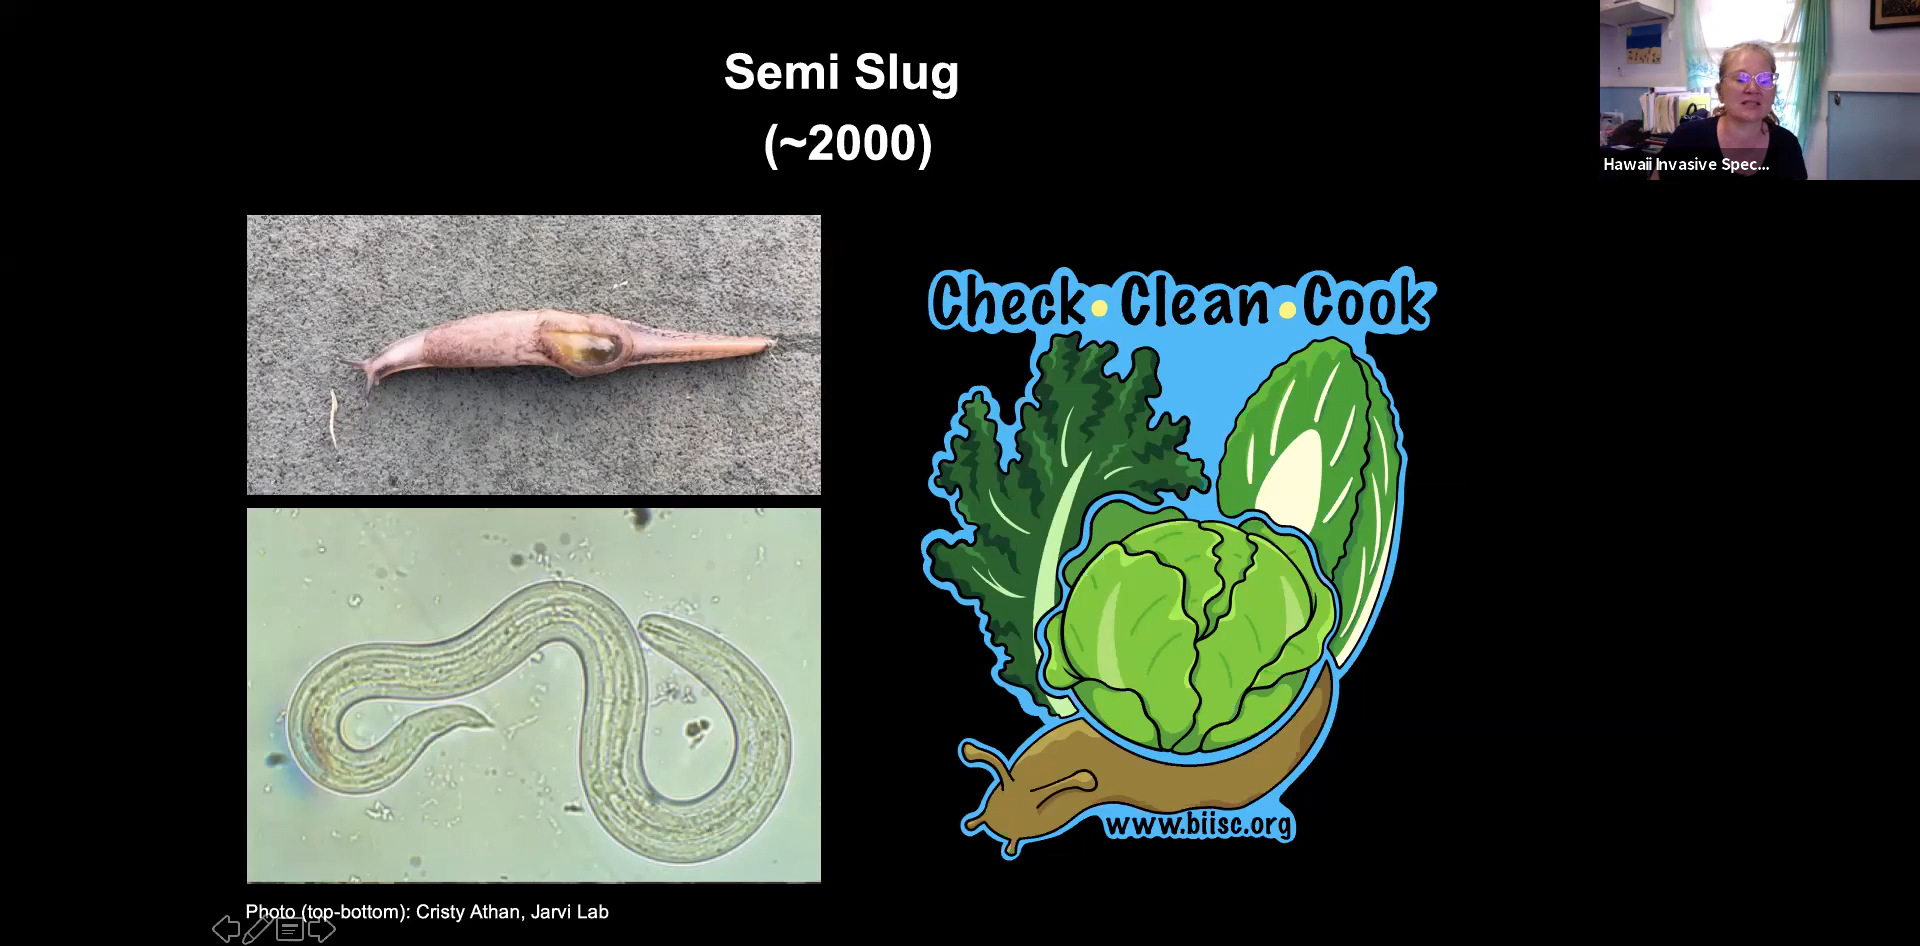 Semi Slug
(~2000)
Hawaii Invasive Spec...
Check • Clean • Cook
www.biisc.org
Photo (top-bottom): Cristy Athan, Jarvi Lab